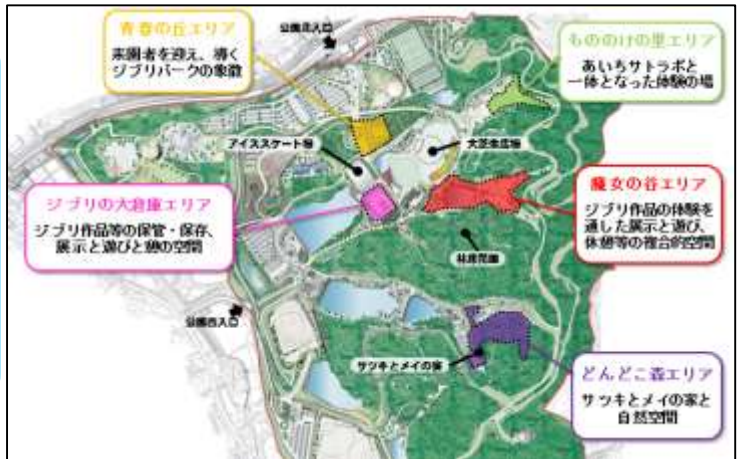 青春の丘エリア
来園者を迎え、導く
ジブリパークの象徴
公園北入口
もののけの里エリア
あいちサトラボと
一体となった体験の場
アイススケート場
大芝生広場
ジブリの大倉庫エリア
ジブリ作品等の保管・保存、
展示と遊びと憩の空間
魔女の谷エリア
ジブリ作品の体験を
通した展示と遊び、
休憩等の複合的空間
林床花園
公園西入口
サツキとメイの家
どんどこ森エリア
サツキとメイの家と
自然空間